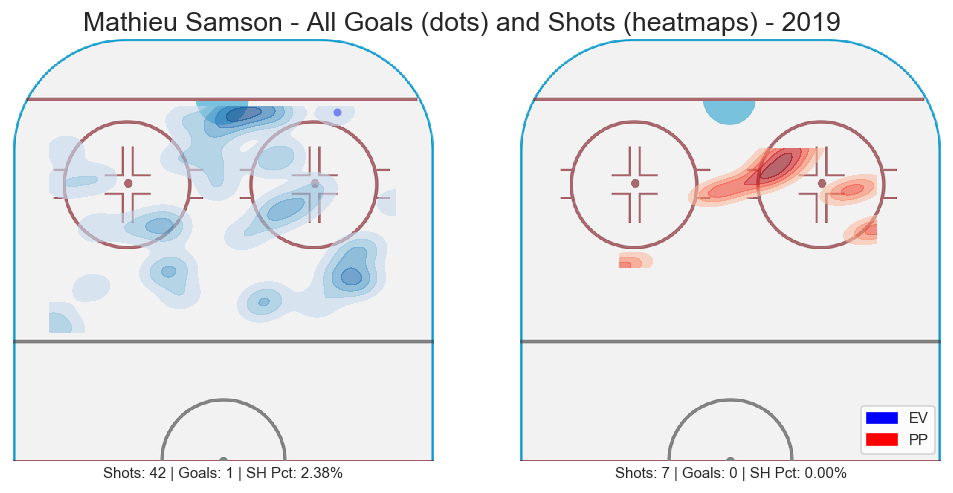 Mathieu Samson - All Goals (dots) and Shots (heatmaps) - 2019
EV
PP
Shots: 42 | Goals: 1 | SH Pct: 2.38%
Shots: 7 | Goals: 0 | SH Pct: 0.00%